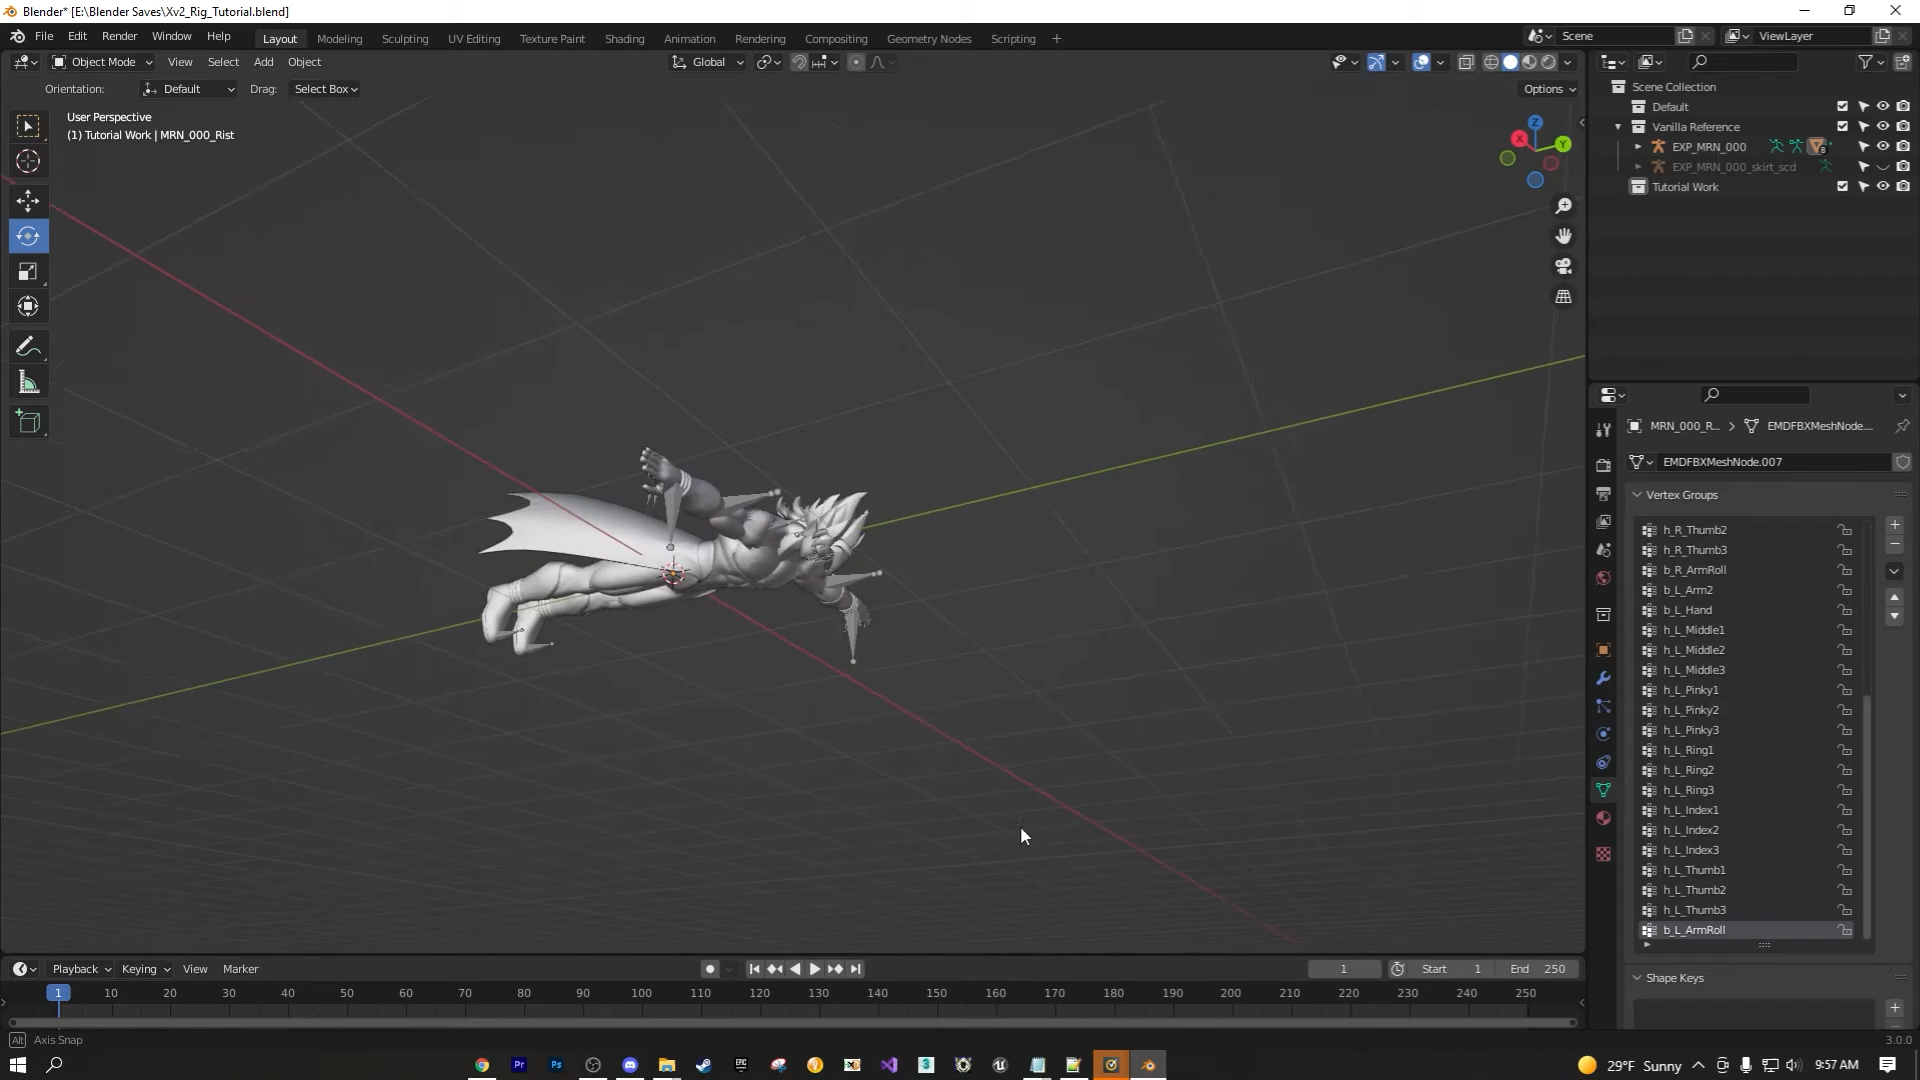 Blender* [E:\Blender Saves\Xv2_Rig_Tutorial.blend]
File Edit Render Window Help
Layout Modeling Sculpting UV Editing Texture Paint Shading Animation Rendering Compositing Geometry Nodes Scripting +
Scene
ViewLayer
Object Mode View Select Add Object
Global
Orientation: Default Drag: Select Box
Options
User Perspective
(1) Tutorial Work | MRN_000_Rist
Z
X
Y
Scene Collection
Default
Vanilla Reference
EXP_MRN_000
8
EXP_MRN_000_skirt_scd
Tutorial Work
MRN_000_R... EMDFBXMeshNode....
EMDFBXMeshNode.007
Vertex Groups
h_R_Thumb2
h_R_Thumb3
b_R_ArmRoll
b_L_Arm2
b_L_Hand
h_L_Middle1
h_L_Middle2
h_L_Middle3
h_L_Pinky1
h_L_Pinky2
h_L_Pinky3
h_L_Ring1
h_L_Ring2
h_L_Ring3
h_L_Index1
h_L_Index2
h_L_Index3
h_L_Thumb1
h_L_Thumb2
h_L_Thumb3
b_L_ArmRoll
Shape Keys
Playback Keying View Marker
1 Start 1 End 250
1 10 20 30 40 50 60 70 80 90 100 110 120 130 140 150 160 170 180 190 200 210 220 230 240 250
Alt Axis Snap
3.0.0
Pr Ps EPIC 3
29°F Sunny 9:57 AM